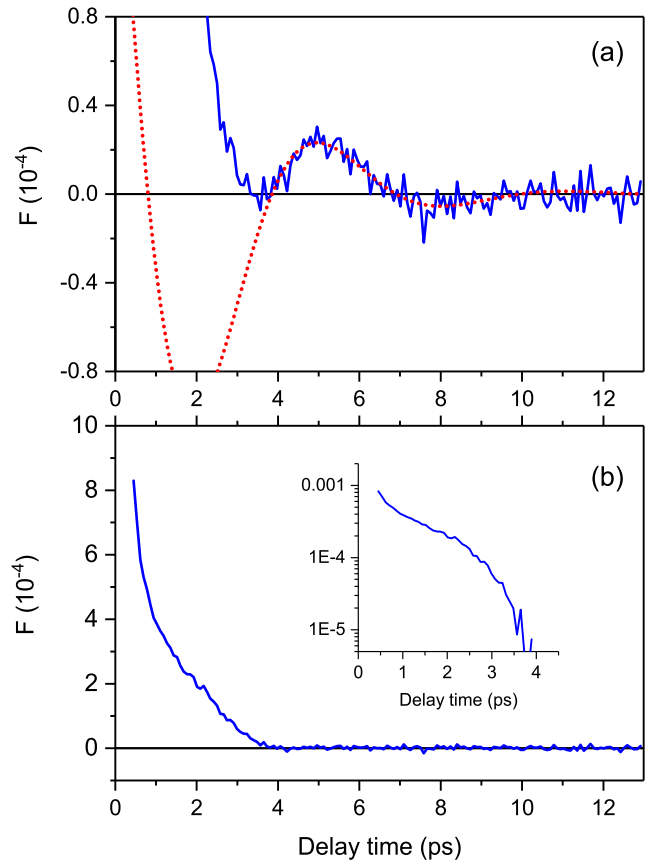 (a)
F (10-4)
0.8
0.4
0.0
-0.4
-0.8
0 2 4 6 8 10 12
(b)
F (10-4)
10
8
6
4
2
0
0.001
1E-4
1E-5
0 1 2 3 4
Delay time (ps)
0 2 4 6 8 10 12
Delay time (ps)